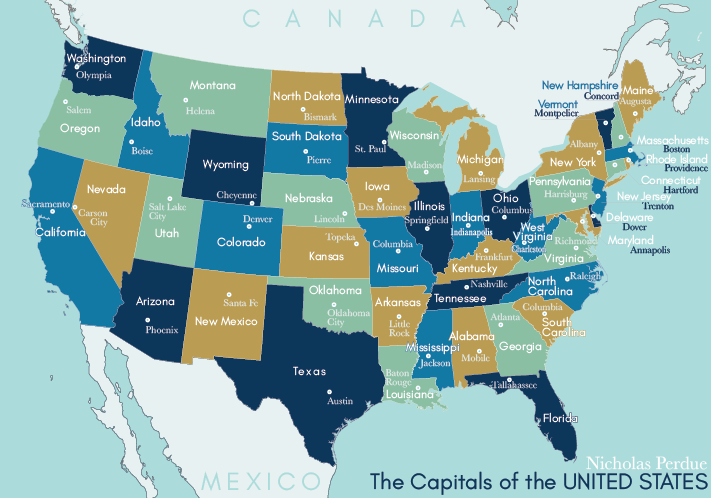 CANADA
Washington
Olympia
Montana
Helena
North Dakota
Bismark
Minnesota
St. Paul
New Hampshire
Concord
Vermont
Montpelier
Maine
Augusta
Salem
Oregon
Idaho
Boise
South Dakota
Pierre
Wisconsin
Madison
Michigan
Lansing
Albany
New York
Massachusetts
Boston
Rhode Island
Providence
Connecticut
Hartford
Wyoming
Cheyenne
Nevada
Carson
City
Sacramento
California
Salt Lake
City
Utah
Denver
Colorado
Nebraska
Lincoln
Iowa
Des Moines
Illinois
Springfield
Indiana
Indianapolis
Ohio
Columbus
Pennsylvania
Harrisburg
New Jersey
Trenton
Delaware
Dover
Maryland
Annapolis
West
Virginia
Charleston
Richmond
Virginia
Topeka
Kansas
Columbia
Missouri
Frankfurt
Kentucky
Nashville
Tennessee
North
Carolina
Raleigh
Arizona
Phoenix
Santa Fe
New Mexico
Oklahoma
Oklahoma
City
Arkansas
Little
Rock
Mississippi
Jackson
Alabama
Mobile
Atlanta
Georgia
Columbia
South
Carolina
Texas
Austin
Baton
Rouge
Louisiana
Tallahassee
Florida
MEXICO
Nicholas Perdue
The Capitals of the UNITED STATES